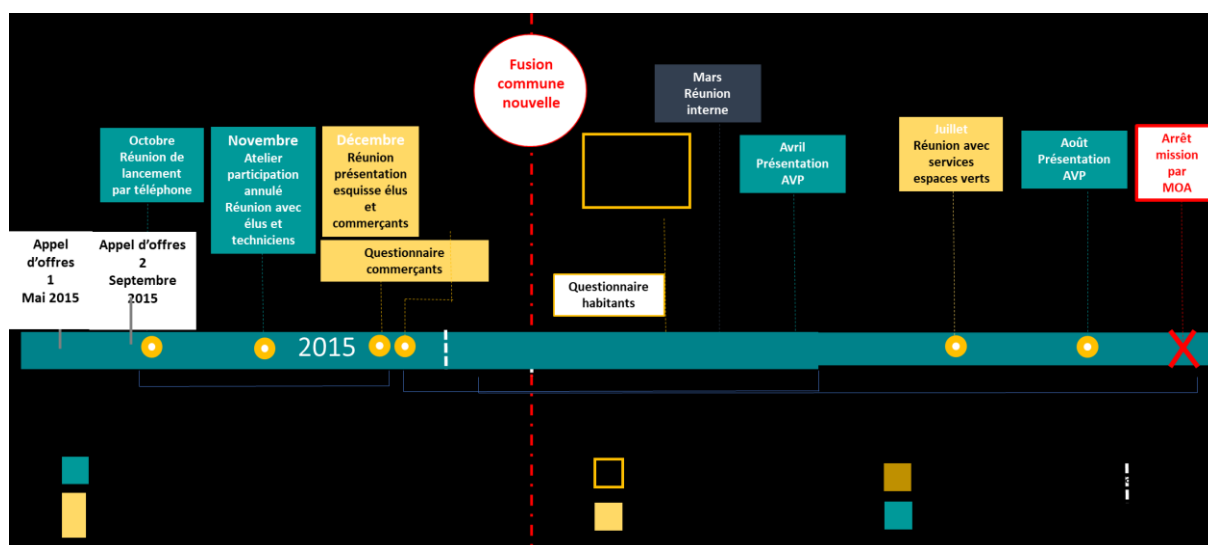 Fusion
commune
nouvelle
Mars
Réunion
interne
Octobre
Réunion de
lancement
par téléphone
Novembre
Atelier
participation
annulé
Réunion avec
élus et
techniciens
Décembre
Réunion
présentation
esquisse élus
et
commerçants
Avril
Présentation
AVP
Juillet
Réunion avec
services
espaces verts
Août
Présentation
AVP
Arrêt
mission
par
MOA
Appel
d'offres
1
Mai 2015
Appel d'offres
2
Septembre
2015
Questionnaire
commerçants
Questionnaire
habitants
2015